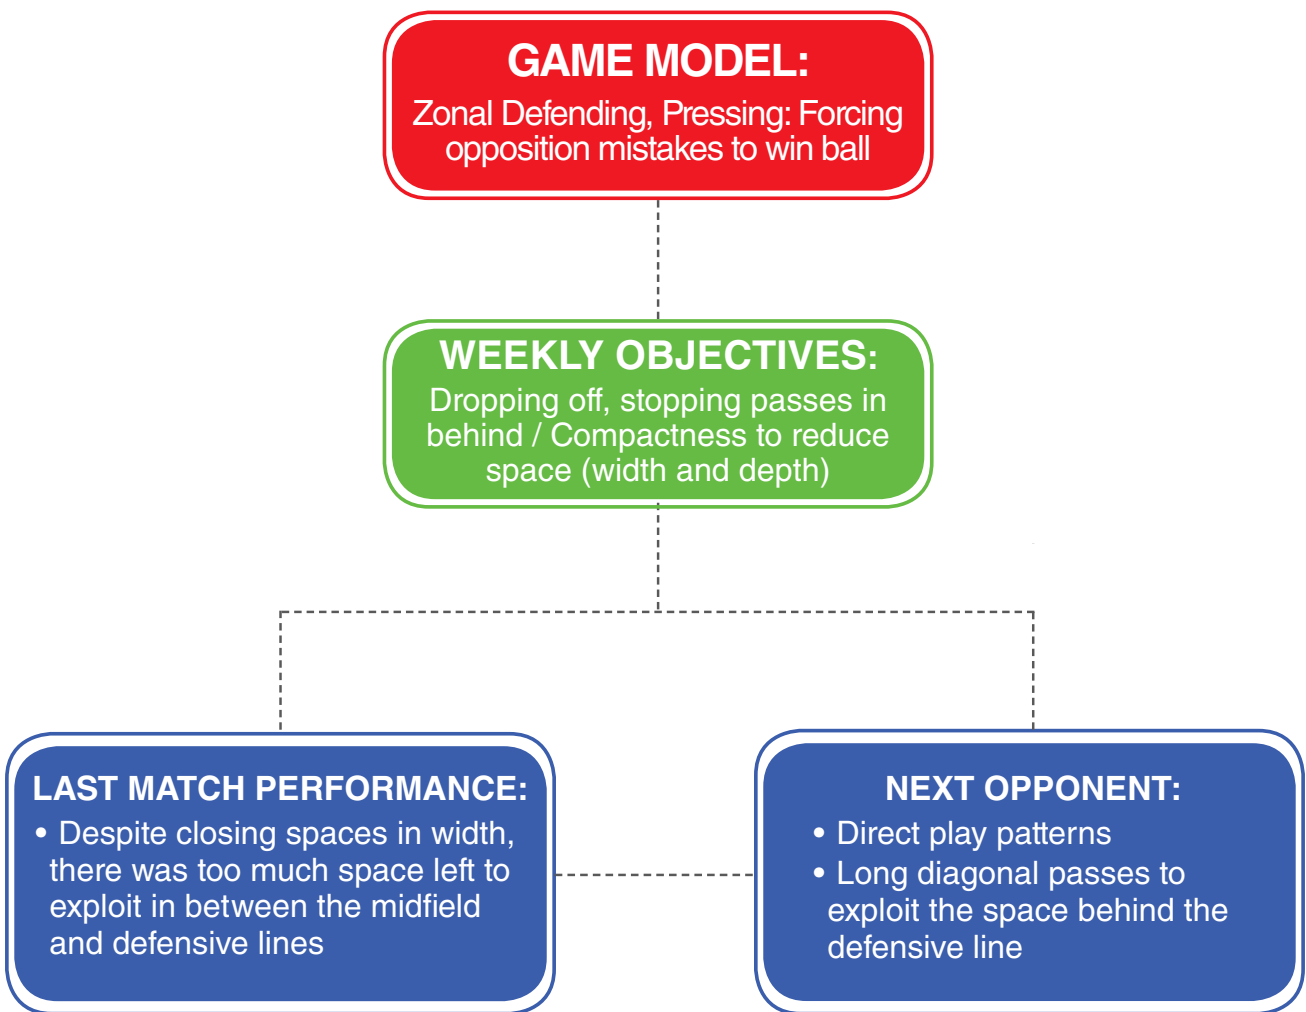 GAME MODEL:
Zonal Defending, Pressing: Forcing
opposition mistakes to win ball
WEEKLY OBJECTIVES:
Dropping off, stopping passes in
behind / Compactness to reduce
space (width and depth)
LAST MATCH PERFORMANCE:
• Despite closing spaces in width,
there was too much space left to
exploit in between the midfield
and defensive lines
NEXT OPPONENT:
• Direct play patterns
• Long diagonal passes to
exploit the space behind the
defensive line